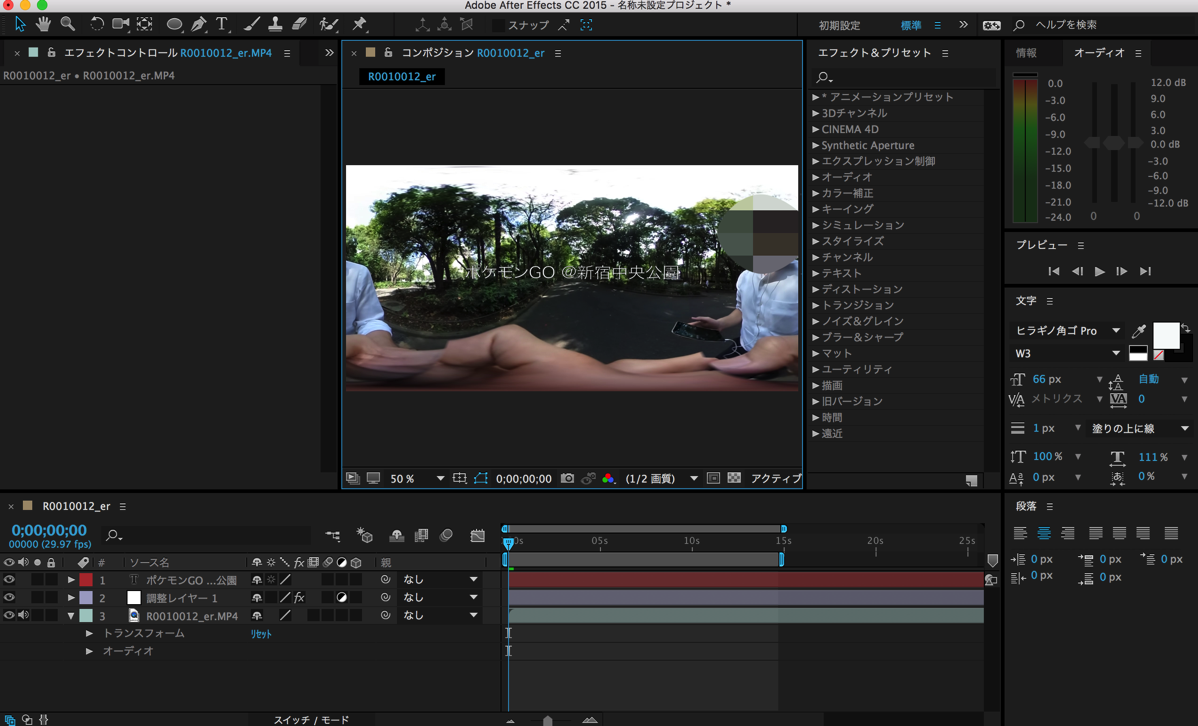 Adobe After Effects CC 2015 - 名称未設定プロジェクト *
スナップ
初期設定
標準
ヘルプを検索
エフェクトコントロール R0010012_er.MP4
R0010012_er • R0010012_er.MP4
コンポジション R0010012_er
R0010012_er
ポケモンGO @新宿中央公園
50 %
0;00;00;00
(1/2 画質)
アクティブ
エフェクト＆プリセット
* アニメーションプリセット
3Dチャンネル
CINEMA 4D
Synthetic Aperture
エクスプレッション制御
オーディオ
カラー補正
キーイング
シミュレーション
スタイライズ
チャンネル
テキスト
ディストーション
トランジション
ノイズ＆グレイン
ブラー＆シャープ
マット
ユーティリティ
描画
旧バージョン
時間
遠近
情報
オーディオ
0.0
-3.0
-6.0
-9.0
-12.0
-15.0
-18.0
-21.0
-24.0
12.0 dB
9.0
6.0
3.0
0.0 dB
-3.0
-6.0
-9.0
-12.0 dB
0
0
プレビュー
文字
ヒラギノ角ゴ Pro
W3
66 px
自動
メトリクス
0
1 px
塗りの上に線
100 %
111 %
0 px
0 %
段落
0 px
0 px
0 px
0 px
0 px
R0010012_er
0;00;00;00
00000 (29.97 fps)
# ソース名
親
1 ポケモンGO ...公園
なし
2 調整レイヤー 1
なし
3 R0010012_er.MP4
なし
トランスフォーム
リセット
オーディオ
0s
05s
10s
15s
20s
25s
スイッチ / モード